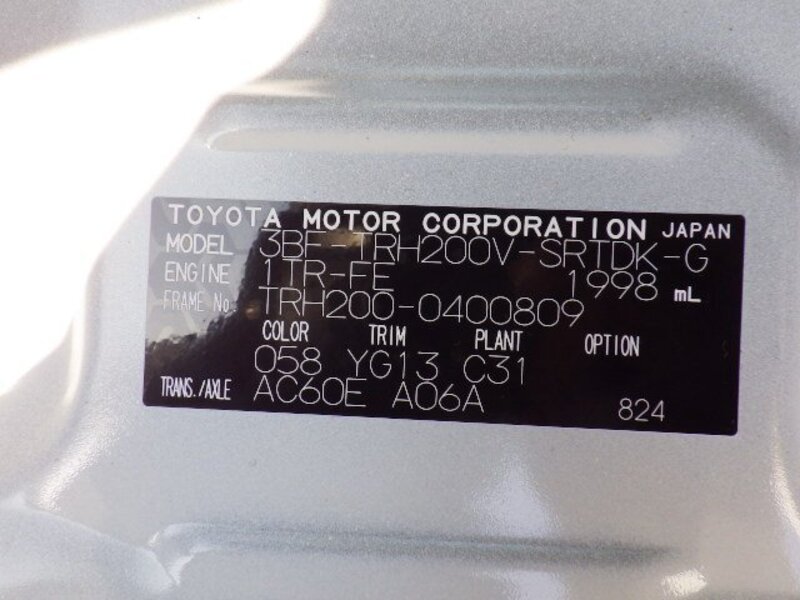 TOYOTA MOTOR CORPORATION JAPAN
MODEL 3BF-TRH200V-SRTDK-G
ENGINE 1TR-FE 1998 mL
FRAME No. TRH200-0400809
COLOR TRIM PLANT OPTION
058 YG13 C31
TRANS./AXLE AC60E A06A 824